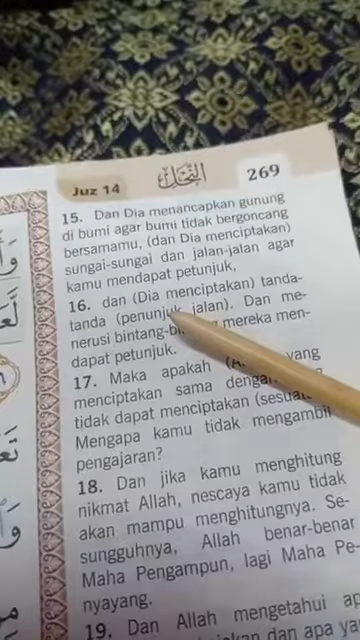 Juz 14
النحل
269
15. Dan Dia menancapkan gunung
di bumi agar bumi tidak bergoncang
bersamamu, (dan Dia menciptakan)
sungai-sungai dan jalan-jalan agar
kamu mendapat petunjuk,
16. dan (Dia menciptakan) tanda-
tanda (penunjuk jalan). Dan me-
nerusi mereka men-
dapat petunjuk.
17. Maka apakah yang
menciptakan sama
tidak dapat menciptakan
Mengapa kamu tidak mengambil
pengajaran?
18. Dan jika kamu menghitung
nikmat Allah, nescaya kamu tidak
akan mampu menghitungnya. Se-
sungguhnya, Allah benar-benar
Maha Pengampun, lagi Maha Pe-
nyayang.
19. Dan Allah mengetahui
dan apa